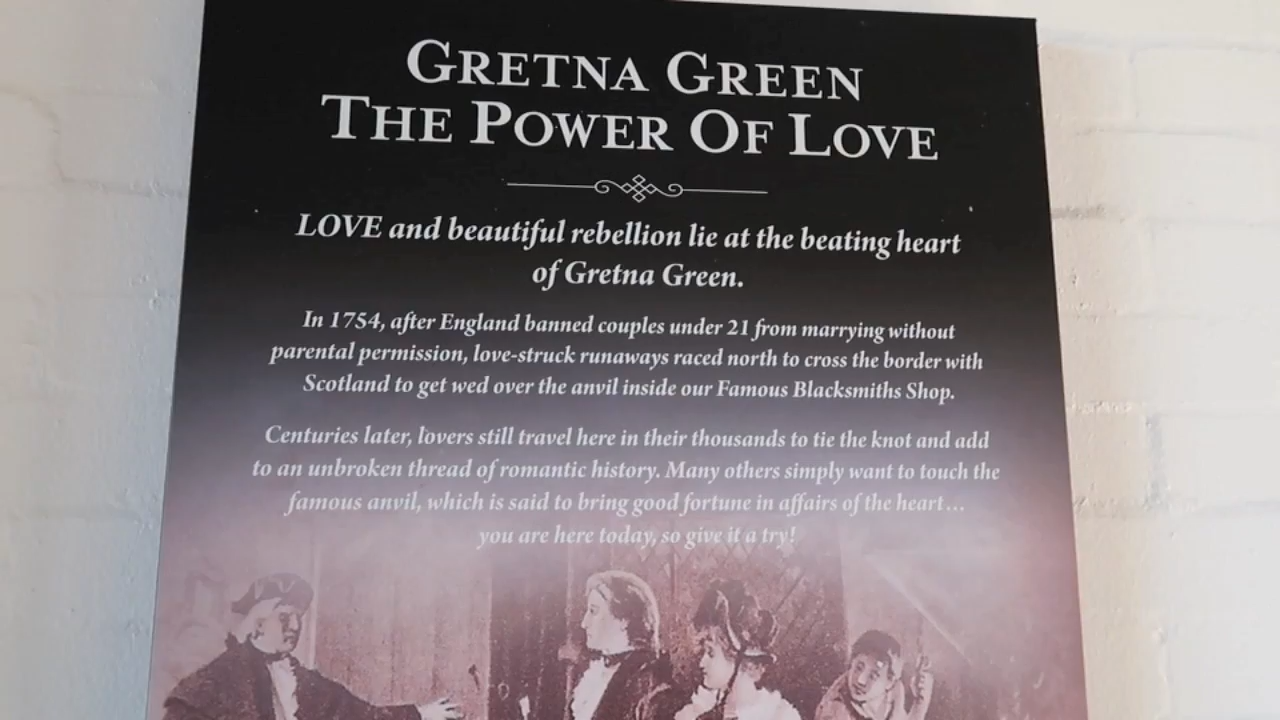 GRETNA GREEN
THE POWER OF LOVE
LOVE and beautiful rebellion lie at the beating heart
of Gretna Green.
In 1754, after England banned couples under 21 from marrying without
parental permission, love-struck runaways raced north to cross the border with
Scotland to get wed over the anvil inside our Famous Blacksmiths Shop.
Centuries later, lovers still travel here in their thousands to tie the knot and add
to an unbroken thread of romantic history. Many others simply want to touch the
famous anvil, which is said to bring good fortune in affairs of the heart...
you are here today, so give it a try!